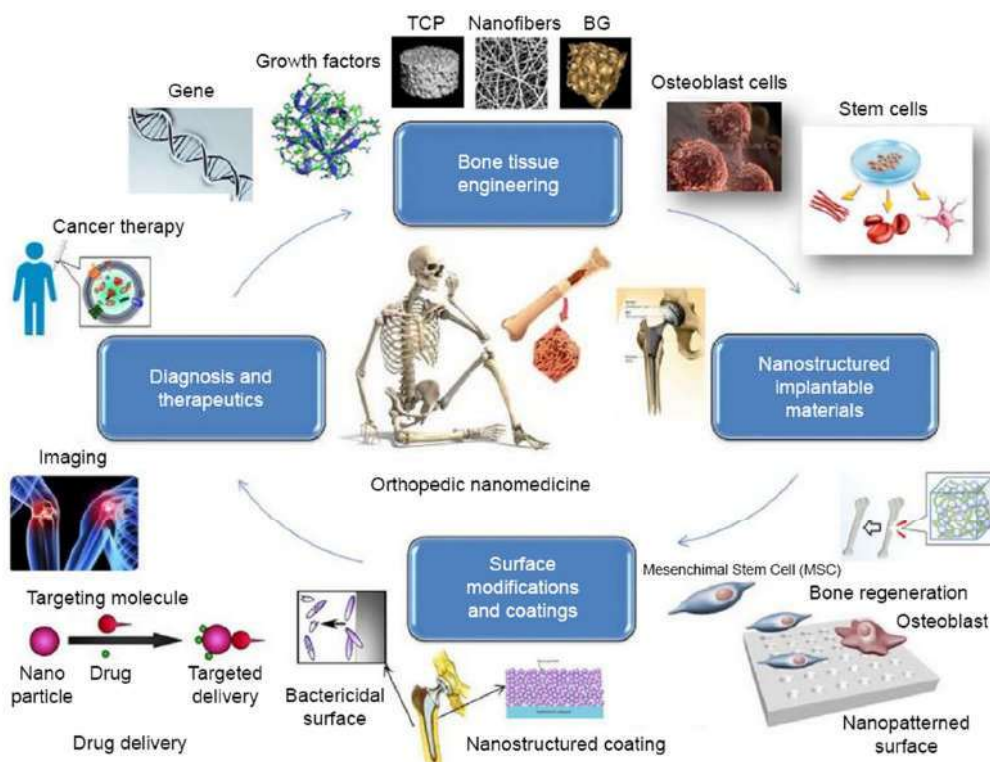 TCP
Nanofibers
BG
Growth factors
Gene
Osteoblast cells
Stem cells
Bone tissue
engineering
Cancer therapy
Diagnosis and
therapeutics
Nanostructured
implantable
materials
Imaging
Orthopedic nanomedicine
Surface
modifications
and coatings
Mesenchimal Stem Cell (MSC)
Bone regeneration
Osteoblast
Targeting molecule
Nano
particle
Drug
Targeted
delivery
Bactericidal
surface
Drug delivery
Nanostructured coating
Nanopatterned
surface